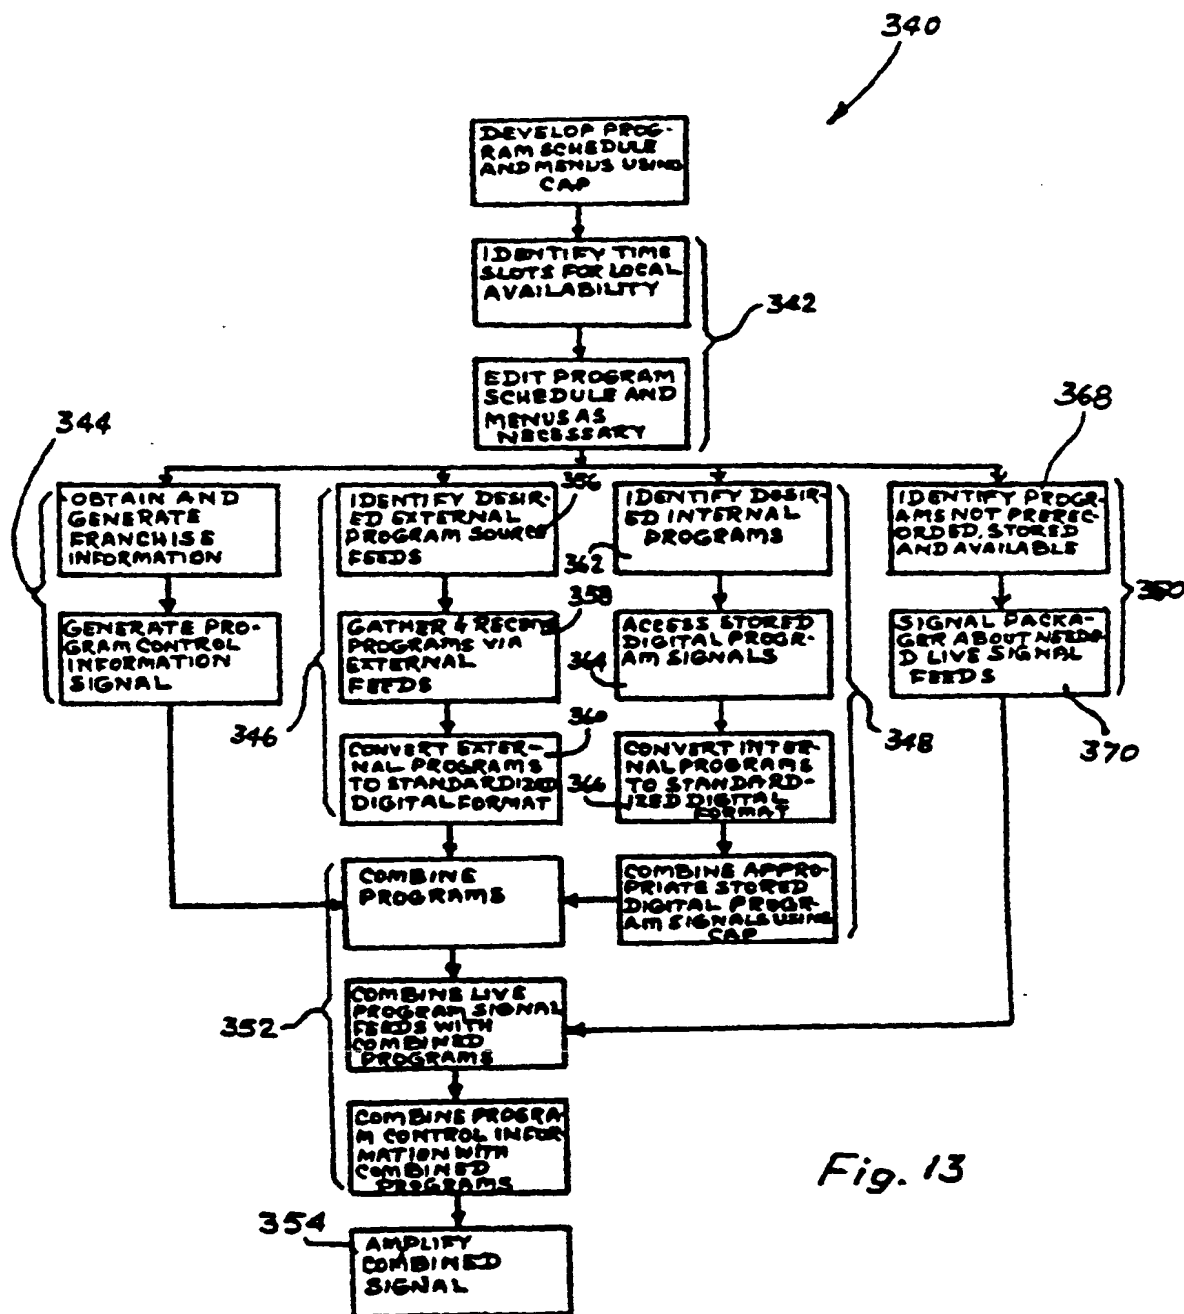 340
DEVELOP PROG-
RAM SCHEDULE
AND MENUS USING
CAP
IDENTIFY TIME
SLOTS FOR LOCAL
AVAILABILITY
342
EDIT PROGRAM
SCHEDULE AND
MENUS AS
NECESSARY
344
368
OBTAIN AND
GENERATE
FRANCHISE
INFORMATION
IDENTIFY DESIR-
ED EXTERNAL
PROGRAM SOURCE
FEEDS
356
IDENTIFY DESIR-
ED INTERNAL
PROGRAMS
362
IDENTIFY PROGR-
AMS NOT PREREC-
ORDED, STORED
AND AVAILABLE
350
GENERATE PRO-
GRAM CONTROL
INFORMATION
SIGNAL
GATHER & RECEIVE
PROGRAMS VIA
EXTERNAL
FEEDS
358
ACCESS STORED
DIGITAL PROGR-
AM SIGNALS
364
SIGNAL PACKA-
GER ABOUT NEEDE-
D LIVE SIGNAL
FEEDS
370
346
CONVERT EXTER-
NAL PROGRAMS
TO STANDARDIZED
DIGITAL FORMAT
360
CONVERT INTER-
NAL PROGRAMS
TO STANDARD-
IZED DIGITAL
FORMAT
366
348
COMBINE
PROGRAMS
COMBINE APPRO-
PRIATE STORED
DIGITAL PROGR-
AM SIGNALS USING
CAP
352
COMBINE LIVE
PROGRAM SIGNAL
FEEDS WITH
COMBINED
PROGRAMS
COMBINE PROGRA-
M CONTROL INFOR-
MATION WITH
COMBINED
PROGRAMS
354
AMPLIFY
COMBINED
SIGNAL
Fig. 13